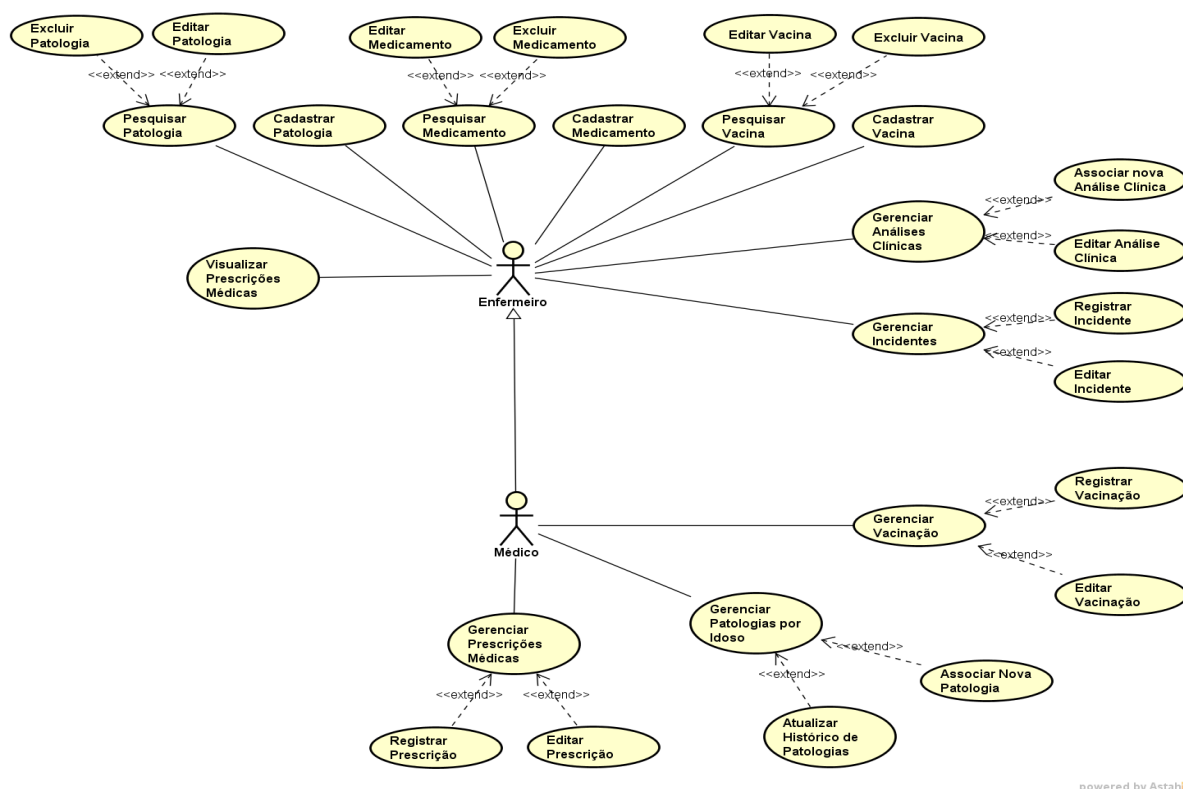 Excluir
Patologia
Editar
Patologia
Editar
Medicamento
Excluir
Medicamento
Editar Vacina
Excluir Vacina
<<extend>>
<<extend>>
<<extend>>
<<extend>>
<<extend>>
<<extend>>
Pesquisar
Patologia
Cadastrar
Patologia
Pesquisar
Medicamento
Cadastrar
Medicamento
Pesquisar
Vacina
Cadastrar
Vacina
Associar nova
Análise Clínica
<<extend>>
Gerenciar
Análises
Clínicas
<<extend>>
Editar Análise
Clínica
Visualizar
Prescrições
Médicas
Enfermeiro
Registrar
Incidente
<<extend>>
Gerenciar
Incidentes
<<extend>>
Editar
Incidente
Registrar
Vacinação
<<extend>>
Gerenciar
Vacinação
Médico
<<extend>>
Editar
Vacinação
Gerenciar
Patologias por
Idoso
Gerenciar
Prescrições
Médicas
<<extend>>
Associar Nova
Patologia
<<extend>>
<<extend>>
<<extend>>
Registrar
Prescrição
Editar
Prescrição
Atualizar
Histórico de
Patologias
powered by Astah